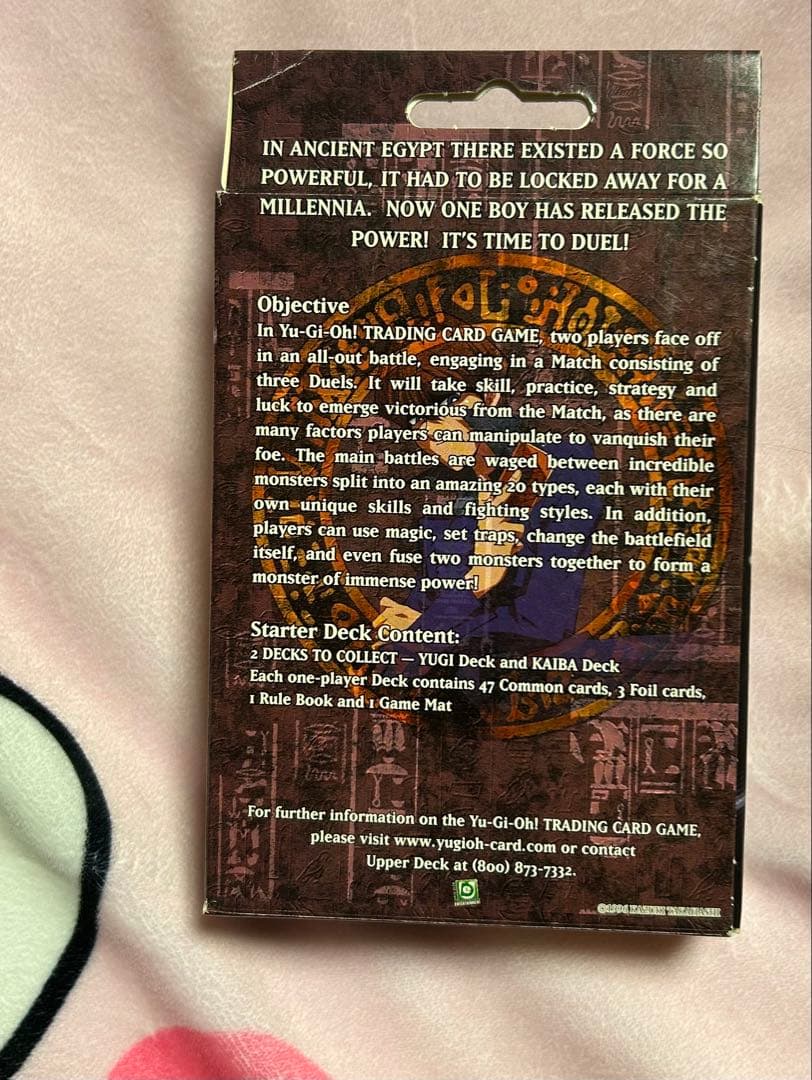 IN ANCIENT EGYPT THERE EXISTED A FORCE SO
POWERFUL, IT HAD TO BE LOCKED AWAY FOR A
MILLENNIA. NOW ONE BOY HAS RELEASED THE
POWER! IT'S TIME TO DUEL!
Objective
In Yu-Gi-Oh! TRADING CARD GAME, two players face off
in an all-out battle, engaging in a Match consisting of
three Duels. It will take skill, practice, strategy and
luck to emerge victorious from the Match, as there are
many factors players can manipulate to vanquish their
foe. The main battles are waged between incredible
monsters split into an amazing 20 types, each with their
own unique skills and fighting styles. In addition,
players can use magic, set traps, change the battlefield
itself, and even fuse two monsters together to form a
monster of immense power!
Starter Deck Content:
2 DECKS TO COLLECT — YUGI Deck and KAIBA Deck
Each one-player Deck contains 47 Common cards, 3 Foil cards,
1 Rule Book and 1 Game Mat
For further information on the Yu-Gi-Oh! TRADING CARD GAME,
please visit www.yugioh-card.com or contact
Upper Deck at (800) 873-7332.
©1996 KAZUKI TAKAHASHI